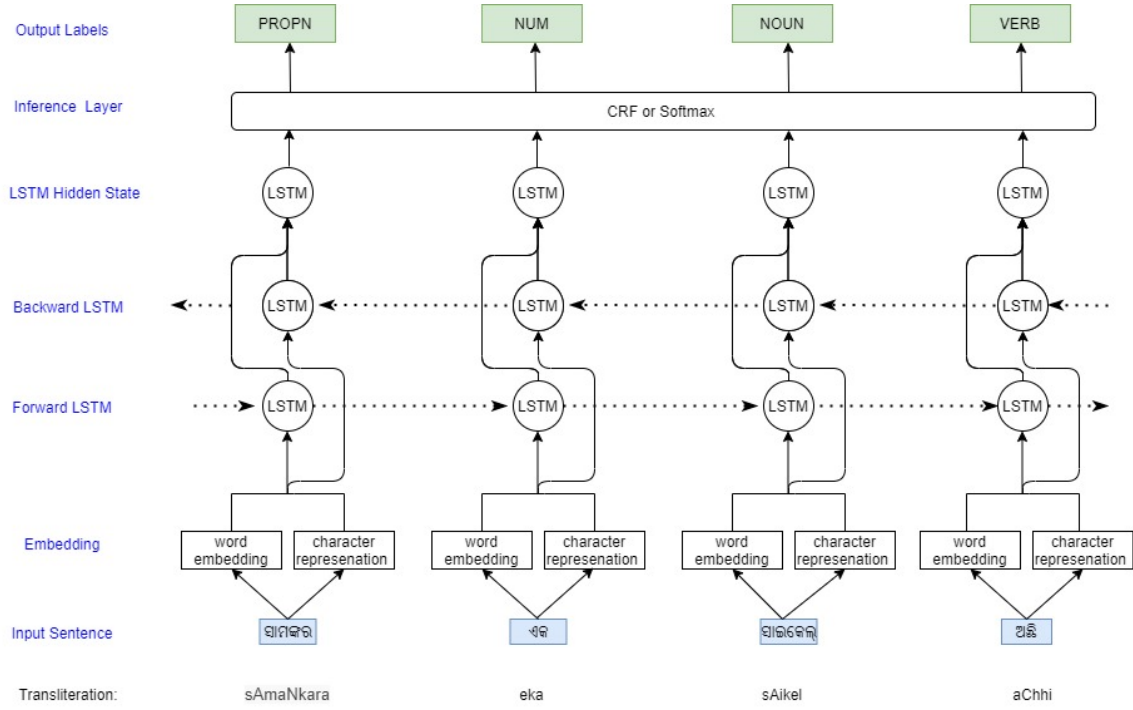 Output Labels PROPN NUM NOUN VERB
Inference Layer CRF or Softmax
LSTM Hidden State LSTM LSTM LSTM LSTM
Backward LSTM LSTM LSTM LSTM LSTM
Forward LSTM LSTM LSTM LSTM LSTM
Embedding word embedding character represenation word embedding character represenation word embedding character represenation word embedding character represenation
Input Sentence ସାମଙ୍କର ଏକ ସାଇକେଲ୍ ଅଛି
Transliteration: sAmaNkara eka sAikel aChhi